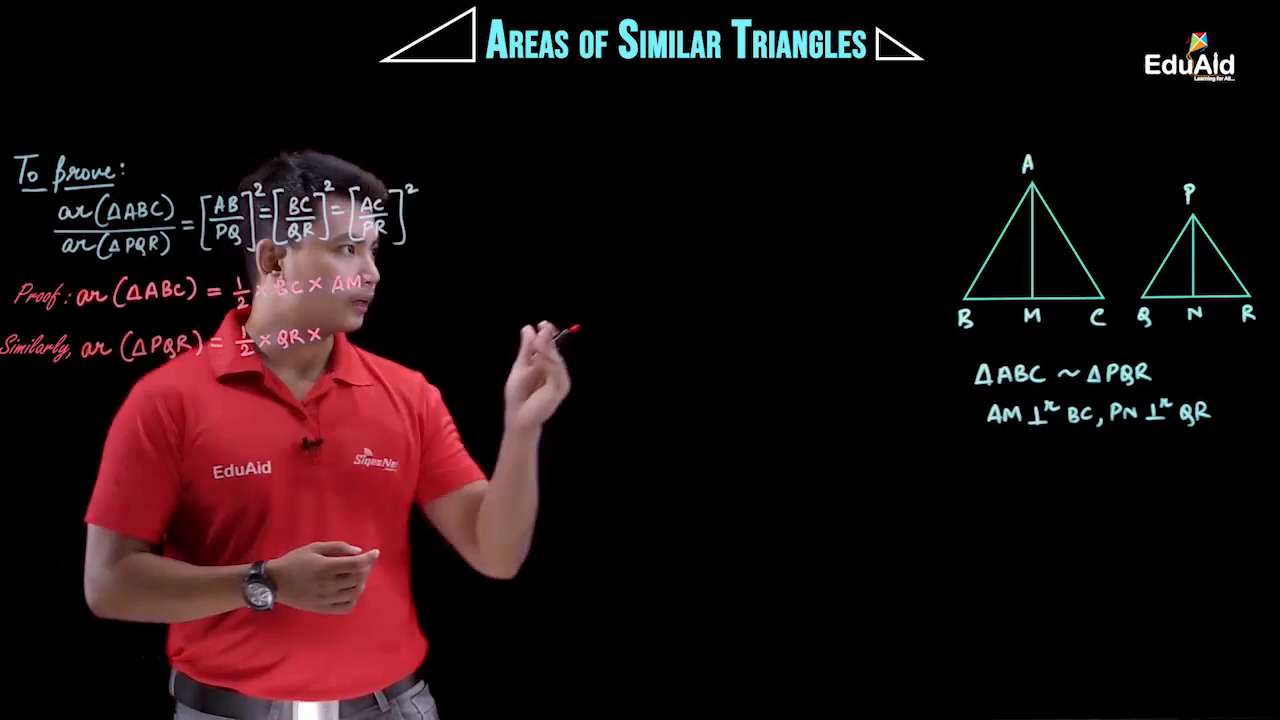 AREAS OF SIMILAR TRIANGLES
EduAid
Learning for All...
To prove:
ar(ΔABC)/ar(ΔPQR) = [AB/PQ]² = [BC/QR]² = [AC/PR]²
Proof: ar(ΔABC) = 1/2 × BC × AM
Similarly, ar(ΔPQR) = 1/2 × QR ×
A
P
B M C Q N R
ΔABC ~ ΔPQR
AM ⊥ʳ BC, PN ⊥ʳ QR
EduAid